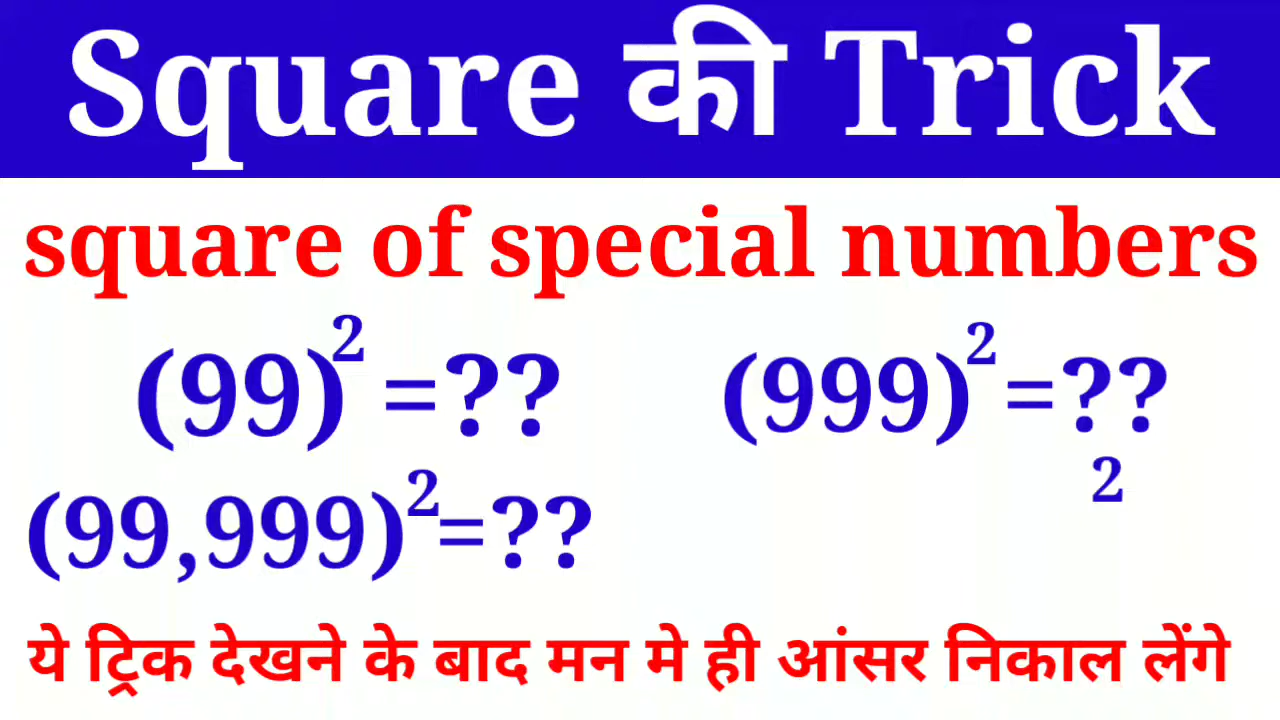 Square की Trick
square of special numbers
(99)²=??
(999)²=??
2
(99,999)²=??
ये ट्रिक देखने के बाद मन मे ही आंसर निकाल लेंगे